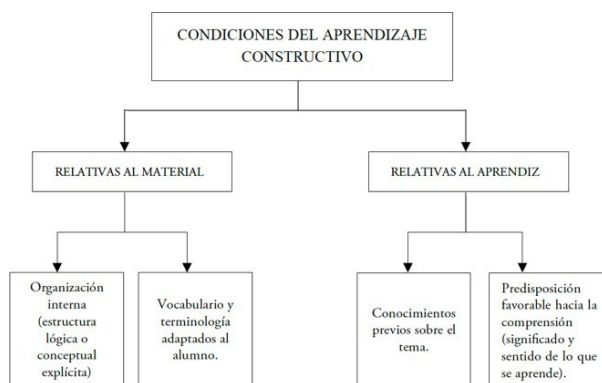 CONDICIONES DEL APRENDIZAJE
CONSTRUCTIVO
RELATIVAS AL MATERIAL
RELATIVAS AL APRENDIZ
Organización
interna
(estructura
lógica o
conceptual
explícita)
Vocabulario y
terminología
adaptados al
alumno.
Conocimientos
previos sobre el
tema.
Predisposición
favorable hacia la
comprensión
(significado y
sentido de lo que
se aprende).